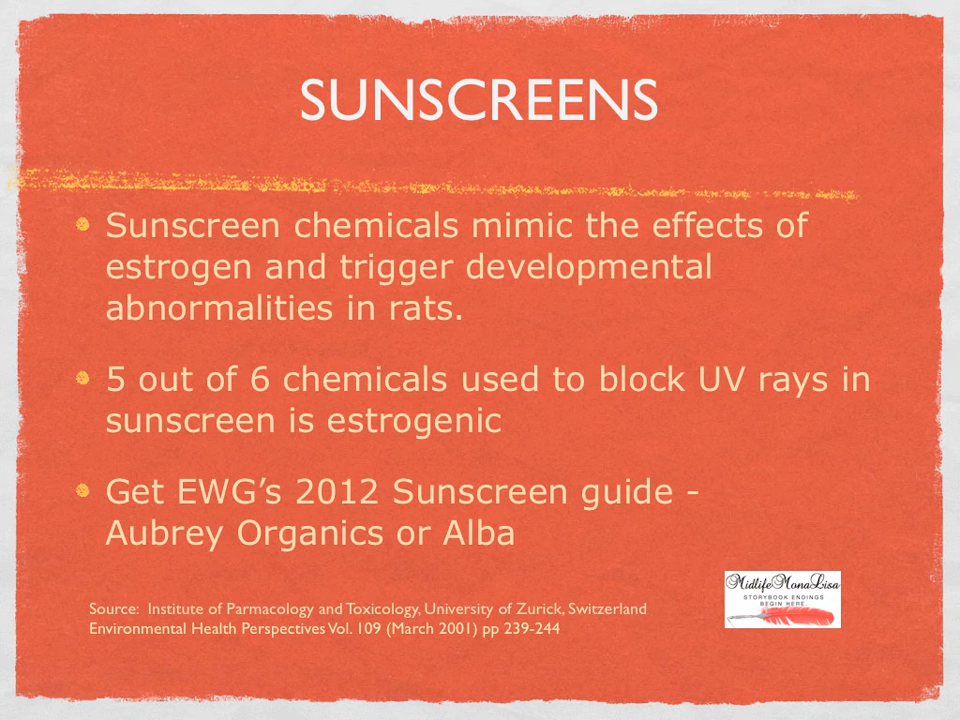 SUNSCREENS
Sunscreen chemicals mimic the effects of
estrogen and trigger developmental
abnormalities in rats.
5 out of 6 chemicals used to block UV rays in
sunscreen is estrogenic
Get EWG’s 2012 Sunscreen guide -
Aubrey Organics or Alba
Source: Institute of Parmacology and Toxicology, University of Zurick, Switzerland
Environmental Health Perspectives Vol. 109 (March 2001) pp 239-244
MidlifeMonaLisa
STORYBOOK ENDINGS
BEGIN HERE